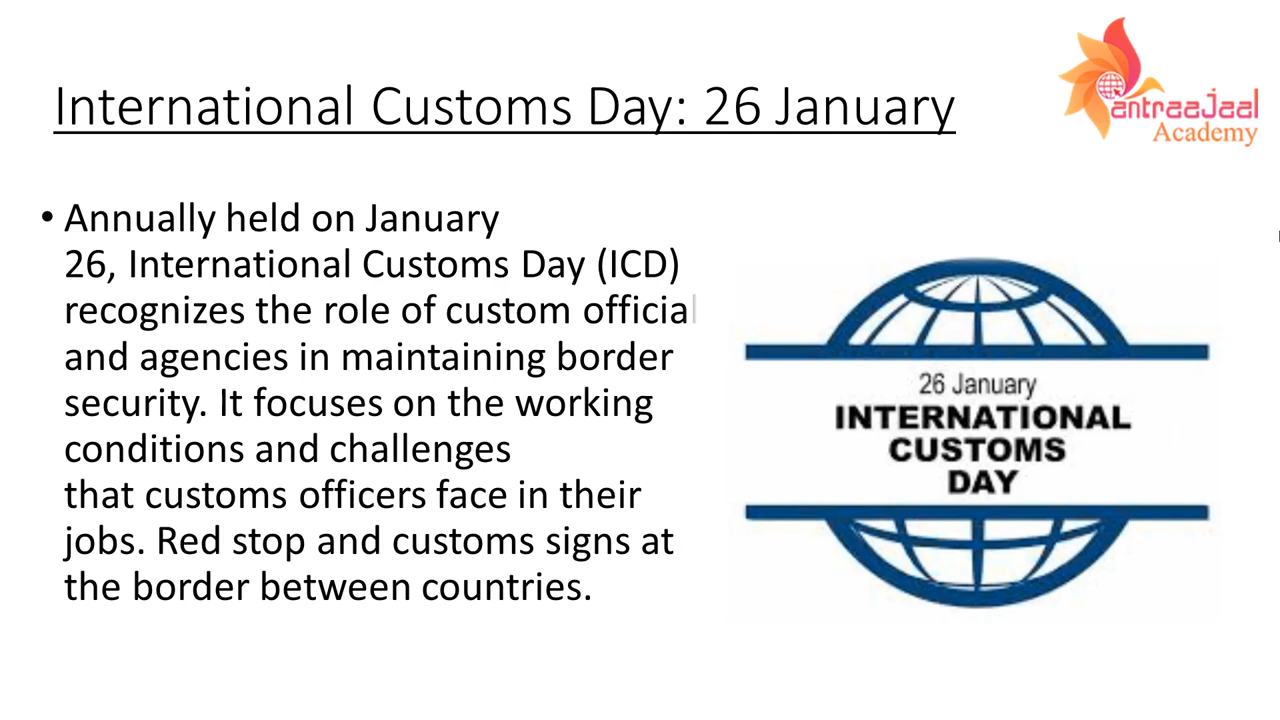 International Customs Day: 26 January
antraajaal
Academy
• Annually held on January
26, International Customs Day (ICD)
recognizes the role of custom official
and agencies in maintaining border
security. It focuses on the working
conditions and challenges
that customs officers face in their
jobs. Red stop and customs signs at
the border between countries.
26 January
INTERNATIONAL
CUSTOMS
DAY